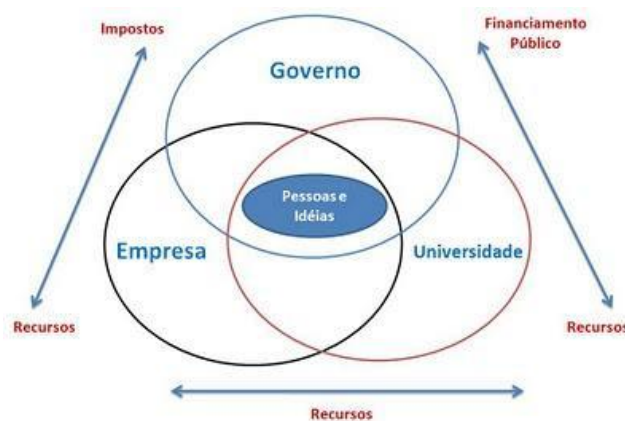 Impostos
Financiamento
Público
Governo
Pessoas e
Idéias
Empresa
Universidade
Recursos
Recursos
Recursos